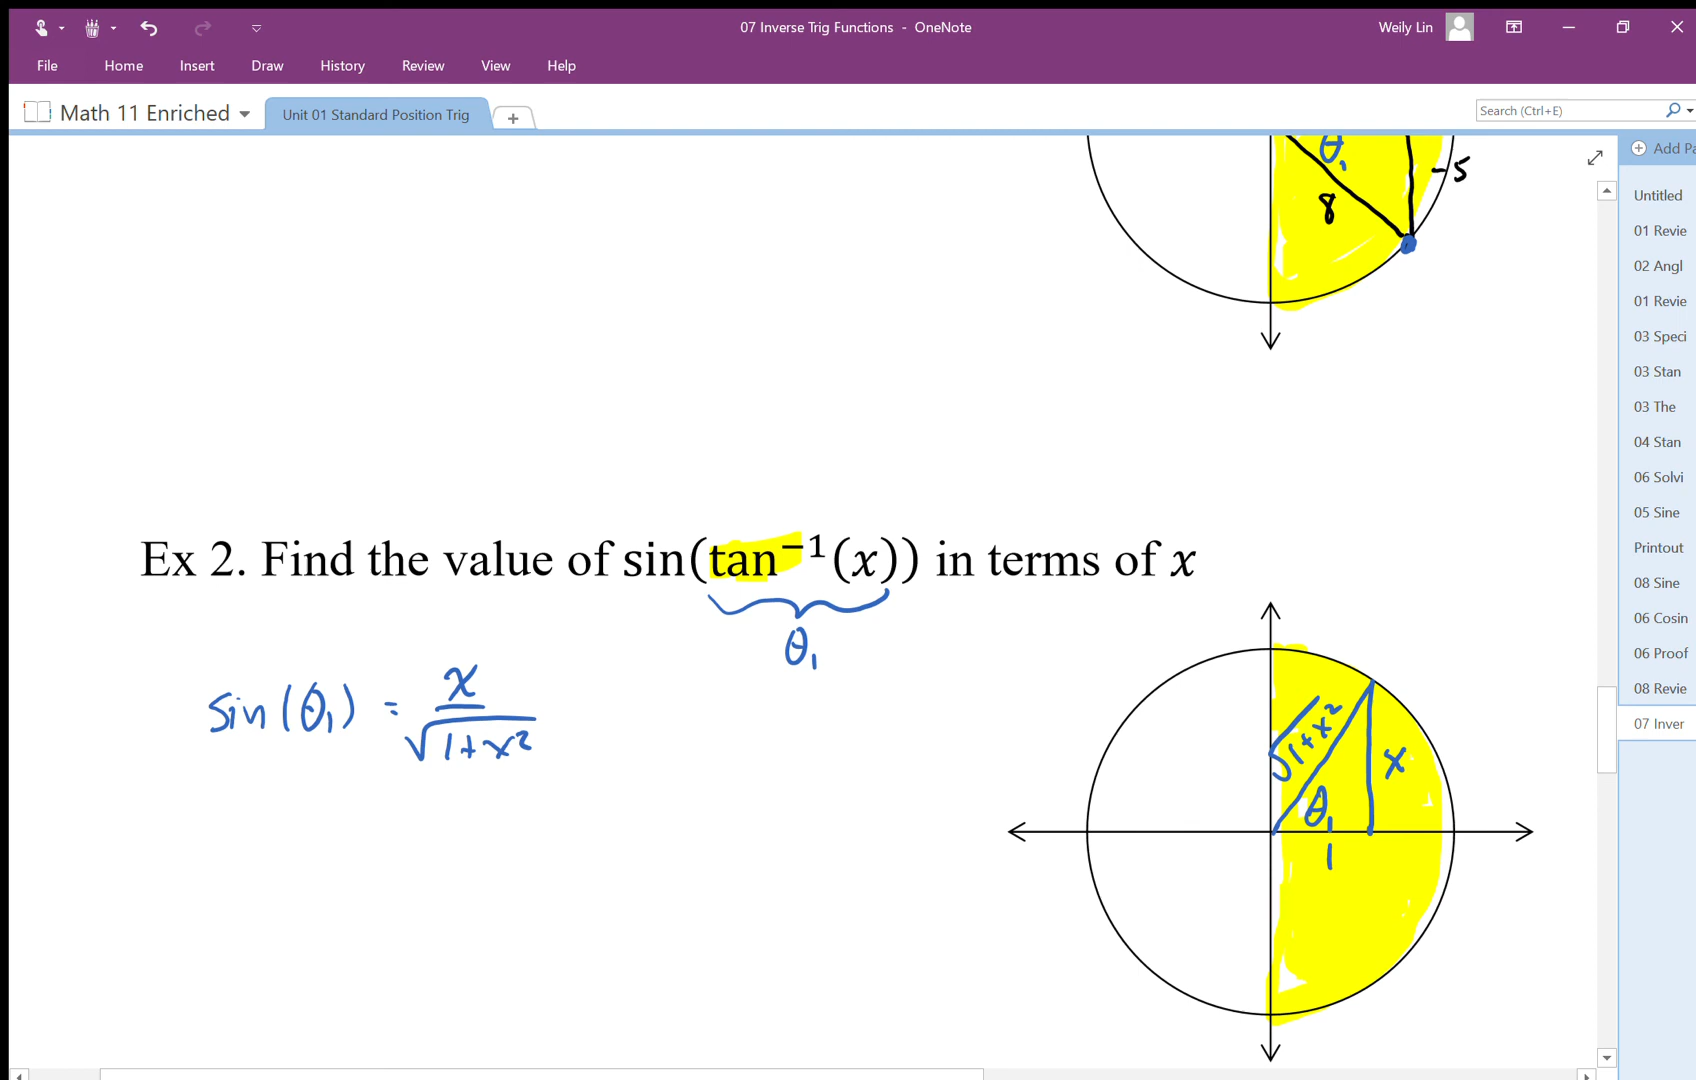 07 Inverse Trig Functions - OneNote
Weily Lin
File Home Insert Draw History Review View Help
Math 11 Enriched
Unit 01 Standard Position Trig
+
Search (Ctrl+E)
Add Pa
Untitled
01 Revie
02 Angl
01 Revie
03 Speci
03 Stan
03 The
04 Stan
06 Solvi
05 Sine
Printout
08 Sine
06 Cosin
06 Proof
08 Revie
07 Inver
θ₁
-5
8
Ex 2. Find the value of sin(tan⁻¹(x)) in terms of x
θ₁
sin(θ₁) = x/√(1+x²)
√(1+x²)
x
θ₁
1